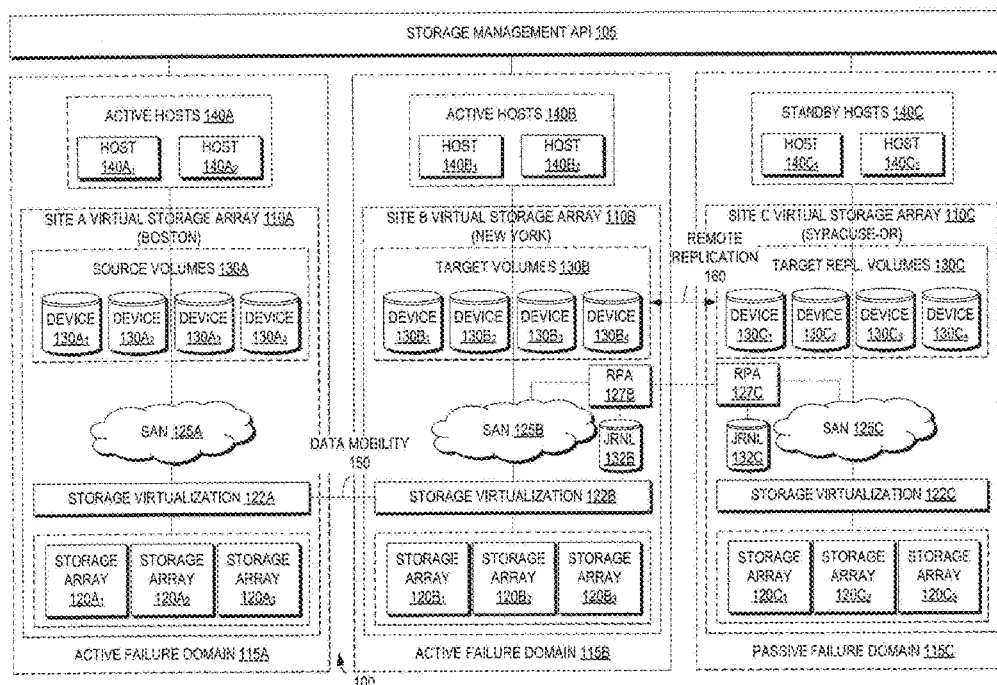 STORAGE MANAGEMENT API 105
ACTIVE HOSTS 140A
HOST
140A₁
HOST
140A₂
SITE A VIRTUAL STORAGE ARRAY 110A
(BOSTON)
SOURCE VOLUMES 130A
DEVICE
130A₁
DEVICE
130A₂
DEVICE
130A₃
DEVICE
SAN 125A
STORAGE VIRTUALIZATION 122A
STORAGE
ARRAY
120A₁
STORAGE
ARRAY
120A₂
STORAGE
ARRAY
120A₃
ACTIVE FAILURE DOMAIN 115A
DATA MOBILITY
150
100
ACTIVE HOSTS 140B
HOST
140B₁
HOST
140B₂
SITE B VIRTUAL STORAGE ARRAY 110B
(NEW YORK)
TARGET VOLUMES 130B
DEVICE
130B₁
DEVICE
130B₂
DEVICE
130B₃
DEVICE
130B₄
RPA
127B
SAN 125B
JRNL
132B
STORAGE VIRTUALIZATION 122B
STORAGE
ARRAY
120B₁
STORAGE
ARRAY
120B₂
STORAGE
ARRAY
120B₃
ACTIVE FAILURE DOMAIN 115B
REMOTE
REPLICATION
160
STANDBY HOSTS 140C
HOST
140C₁
HOST
140C₂
SITE C VIRTUAL STORAGE ARRAY 110C
(SYRACUSE-DR)
TARGET REPL. VOLUMES 130C
DEVICE
130C₁
DEVICE
130C₂
DEVICE
130C₃
DEVICE
130C₄
RPA
127C
SAN 125C
JRNL
132C
STORAGE VIRTUALIZATION 122C
STORAGE
ARRAY
120C₁
STORAGE
ARRAY
120C₂
STORAGE
ARRAY
120C₃
PASSIVE FAILURE DOMAIN 115C